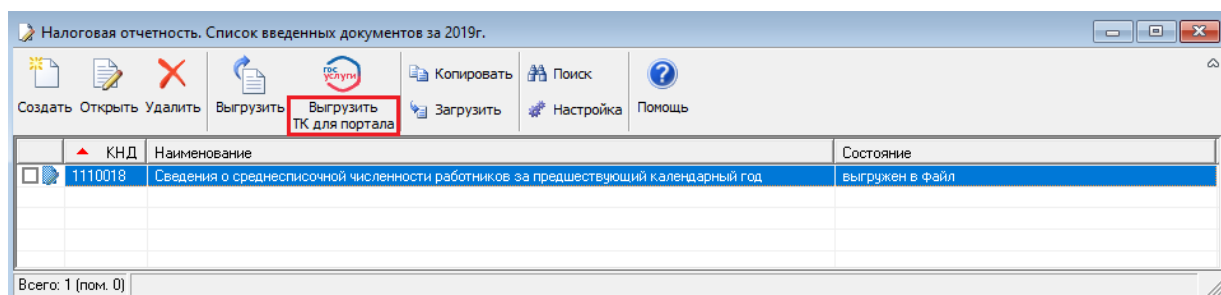 Налоговая отчетность. Список введенных документов за 2019г.
гос услуги
Копировать Поиск
Создать Открыть Удалить Выгрузить Выгрузить ТК для портала Загрузить Настройка Помощь
КНД Наименование Состояние
1110018 Сведения о среднесписочной численности работников за предшествующий календарный год выгружен в файл
Всего: 1 (пом. 0)